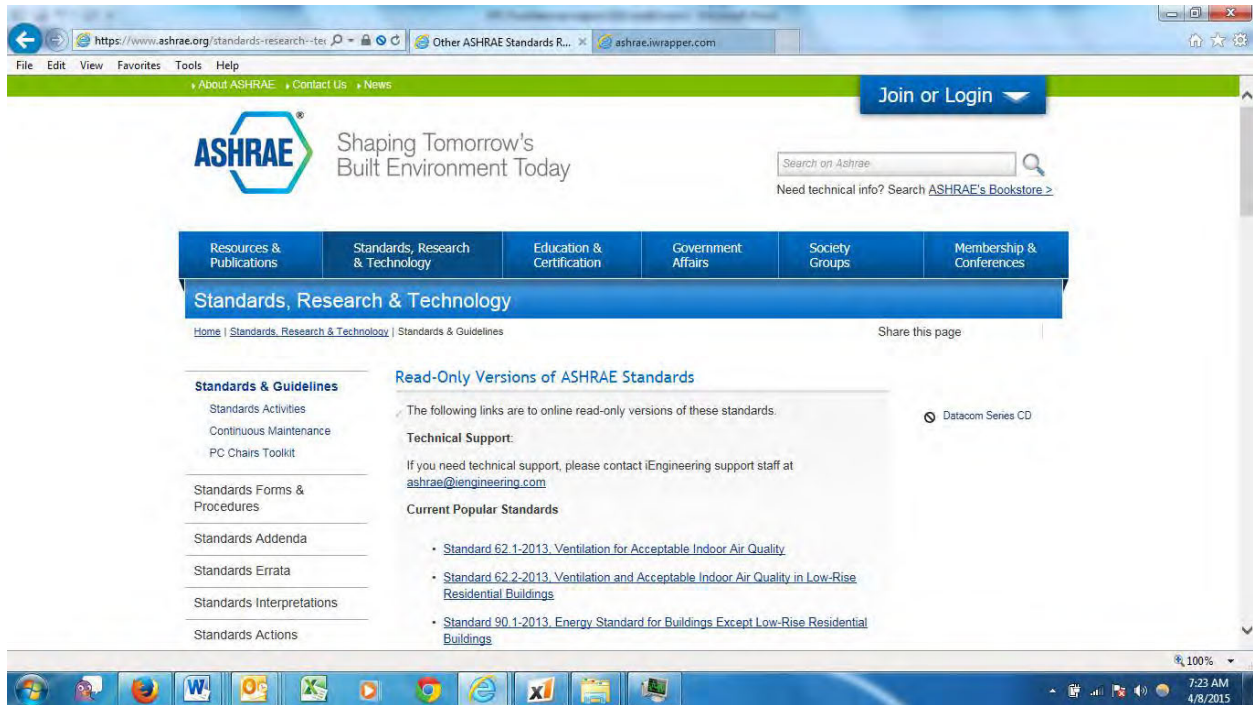 https://www.ashrae.org/standards-research--tec
Other ASHRAE Standards R...
ashrae.iwrapper.com
File Edit View Favorites Tools Help
About ASHRAE Contact Us News
Join or Login
ASHRAE®
Shaping Tomorrow's
Built Environment Today
Search on Ashrae
Need technical info? Search ASHRAE's Bookstore >
Resources & Publications
Standards, Research & Technology
Education & Certification
Government Affairs
Society Groups
Membership & Conferences
Standards, Research & Technology
Home | Standards, Research & Technology | Standards & Guidelines
Share this page
Standards & Guidelines
Standards Activities
Continuous Maintenance
PC Chairs Toolkit
Standards Forms &
Procedures
Standards Addenda
Standards Errata
Standards Interpretations
Standards Actions
Read-Only Versions of ASHRAE Standards
The following links are to online read-only versions of these standards.
Technical Support:
If you need technical support, please contact iEngineering support staff at
ashrae@iengineering.com
Current Popular Standards
• Standard 62.1-2013, Ventilation for Acceptable Indoor Air Quality
• Standard 62.2-2013, Ventilation and Acceptable Indoor Air Quality in Low-Rise
Residential Buildings
• Standard 90.1-2013, Energy Standard for Buildings Except Low-Rise Residential
Buildings
Datacom Series CD
100%
7:23 AM
4/8/2015